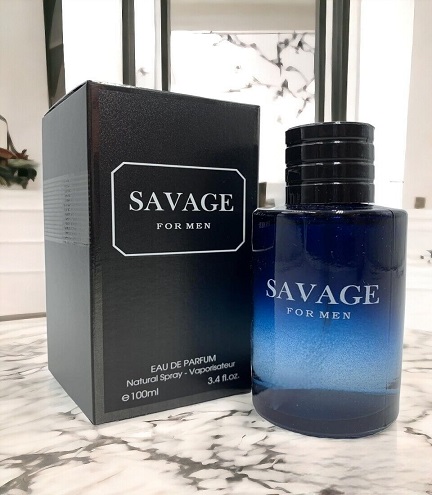 SAVAGE
FOR MEN
EAU DE PARFUM
Natural Spray - Vaporisateur
℮100ml 3.4 fl.oz.
SAVAGE
FOR MEN